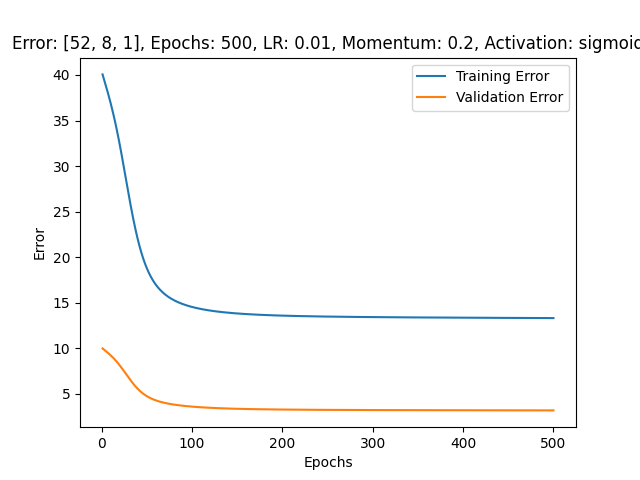 Error: [52, 8, 1], Epochs: 500, LR: 0.01, Momentum: 0.2, Activation: sigmoid
Training Error
Validation Error
40
35
30
25
20
15
10
5
Error
0
100
200
300
400
500
Epochs